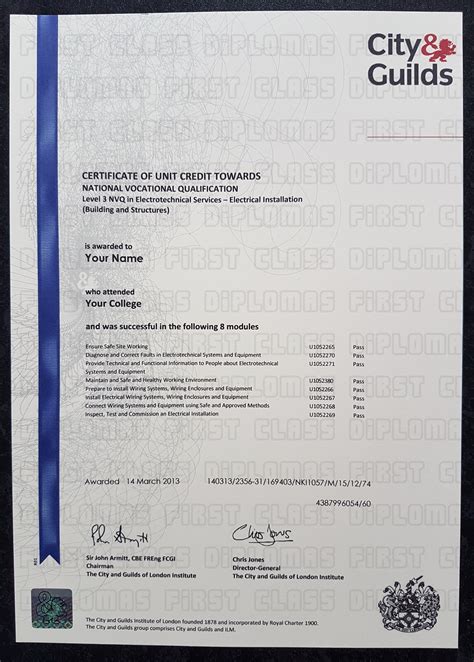 FiRST CLASS DiPLOMAS FiRST CLASS
City&
Guilds
CERTIFICATE OF UNIT CREDIT TOWARDS
NATIONAL VOCATIONAL QUALIFICATION
Level 3 NVQ in Electrotechnical Services – Electrical Installation
(Building and Structures)
is awarded to
Your Name
who attended
Your College
and was successful in the following 8 modules
Ensure Safe Site Working U1052265 Pass
Diagnose and Correct Faults in Electrotechnical Systems and Equipment U1052270 Pass
Provide Technical and Functional Information to People about Electrotechnical U1052271 Pass
Systems and Equipment
Maintain and Safe and Healthy Working Environment U1052380 Pass
Prepare to Install Wiring Systems, Wiring Enclosures and Equipment U1052266 Pass
Install Electrical Wiring Systems, Wiring Enclosures and Equipment U1052267 Pass
Connect Wiring Systems and Equipment using Safe and Approved Methods U1052268 Pass
Inspect, Test and Commission an Electrical Installation U1052269 Pass
Awarded 14 March 2013 140313/2356-31/169403/NKI1057/M/15/12/74
4387996054/60
Sir John Armitt, CBE FREng FCGI
Chairman
The City and Guilds of London Institute
Chris Jones
Director-General
The City and Guilds of London Institute
The City and Guilds Institute of London founded 1878 and incorporated by Royal Charter 1900.
The City and Guilds group comprises City and Guilds and ILM.